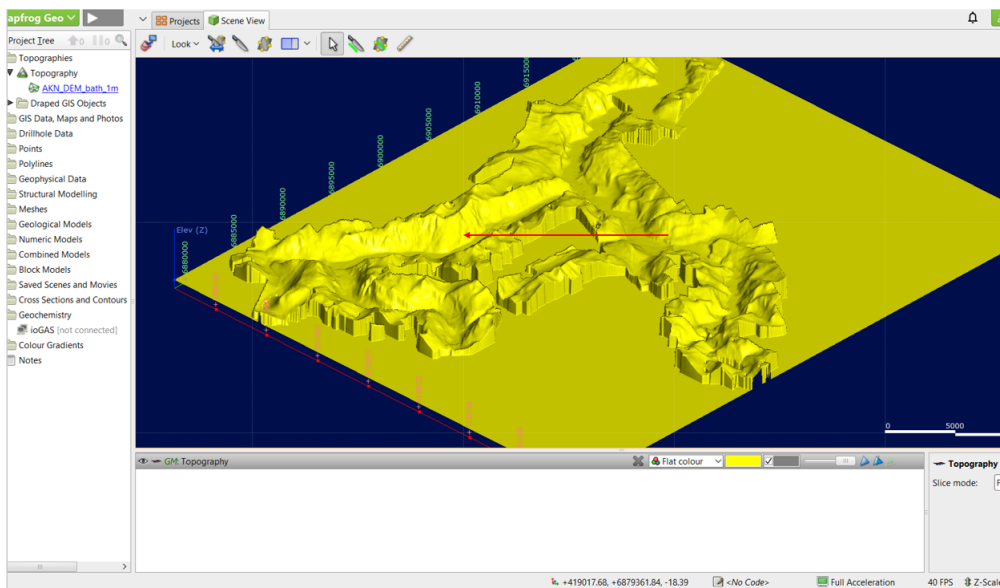 apfrog Geo
Projects
Scene View
Project Tree
Look
Topographies
Topography
AKN_DEM_bath_1m
Draped GIS Objects
GIS Data, Maps and Photos
Drillhole Data
Points
Polylines
Geophysical Data
Structural Modelling
Meshes
Geological Models
Numeric Models
Combined Models
Block Models
Saved Scenes and Movies
Cross Sections and Contours
Geochemistry
ioGAS [not connected]
Colour Gradients
Notes
Elev (Z)
6880000
6885000
6890000
6895000
6900000
6905000
6910000
6915000
0 5000
GM: Topography
Flat colour
Topography
Slice mode:
+419017.68, +6879361.84, -18.39
<No Code>
Full Acceleration
40 FPS
Z-Scale